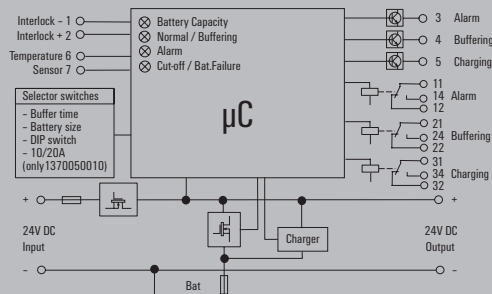 Interlock – 1
Interlock + 2
Temperature 6
Sensor 7
Battery Capacity
Normal / Buffering
Alarm
Cut-off / Bat.Failure
µC
Selector switches
- Buffer time
- Battery size
- DIP switch
- 10/20A
(only1370050010)
3 Alarm
4 Buffering
5 Charging
11
14 Alarm
12
21
24 Buffering
22
31
34 Charging
32
+
+
24V DC
Input
Charger
24V DC
Output
–
–
Bat